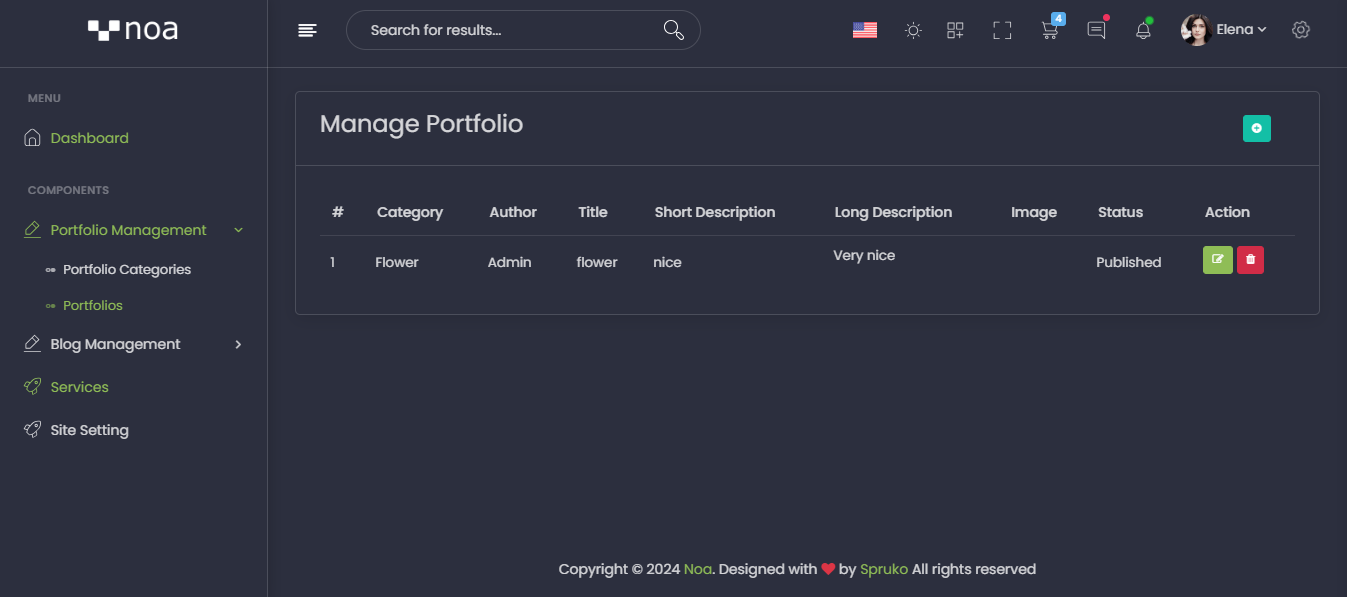 noa
Search for results...
4
Elena
MENU
Dashboard
COMPONENTS
Portfolio Management
Portfolio Categories
Portfolios
Blog Management
Services
Site Setting
Manage Portfolio
# Category Author Title Short Description Long Description Image Status Action
1 Flower Admin flower nice Very nice Published
Copyright © 2024 Noa. Designed with ❤ by Spruko All rights reserved